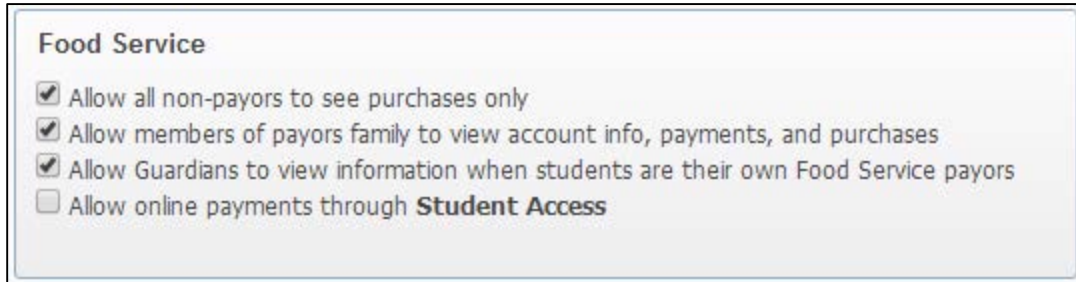 Food Service
Allow all non-payors to see purchases only
Allow members of payors family to view account info, payments, and purchases
Allow Guardians to view information when students are their own Food Service payors
Allow online payments through Student Access